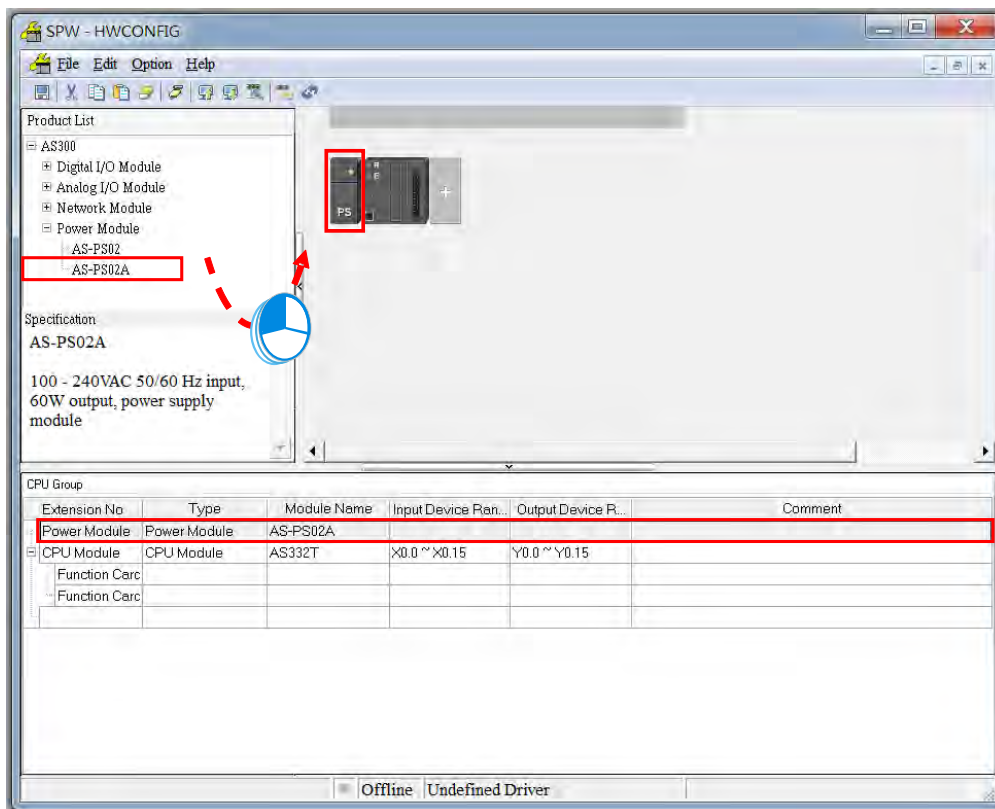 SPW - HWCONFIG
File Edit Option Help
Product List
AS300
Digital I/O Module
Analog I/O Module
Network Module
Power Module
AS-PS02
AS-PS02A
PS
Specification
AS-PS02A
100 - 240VAC 50/60 Hz input,
60W output, power supply
module
CPU Group
Extension No Type Module Name Input Device Ran... Output Device R... Comment
Power Module Power Module AS-PS02A
CPU Module CPU Module AS332T X0.0 ~ X0.15 Y0.0 ~ Y0.15
Function Carc
Function Carc
Offline Undefined Driver